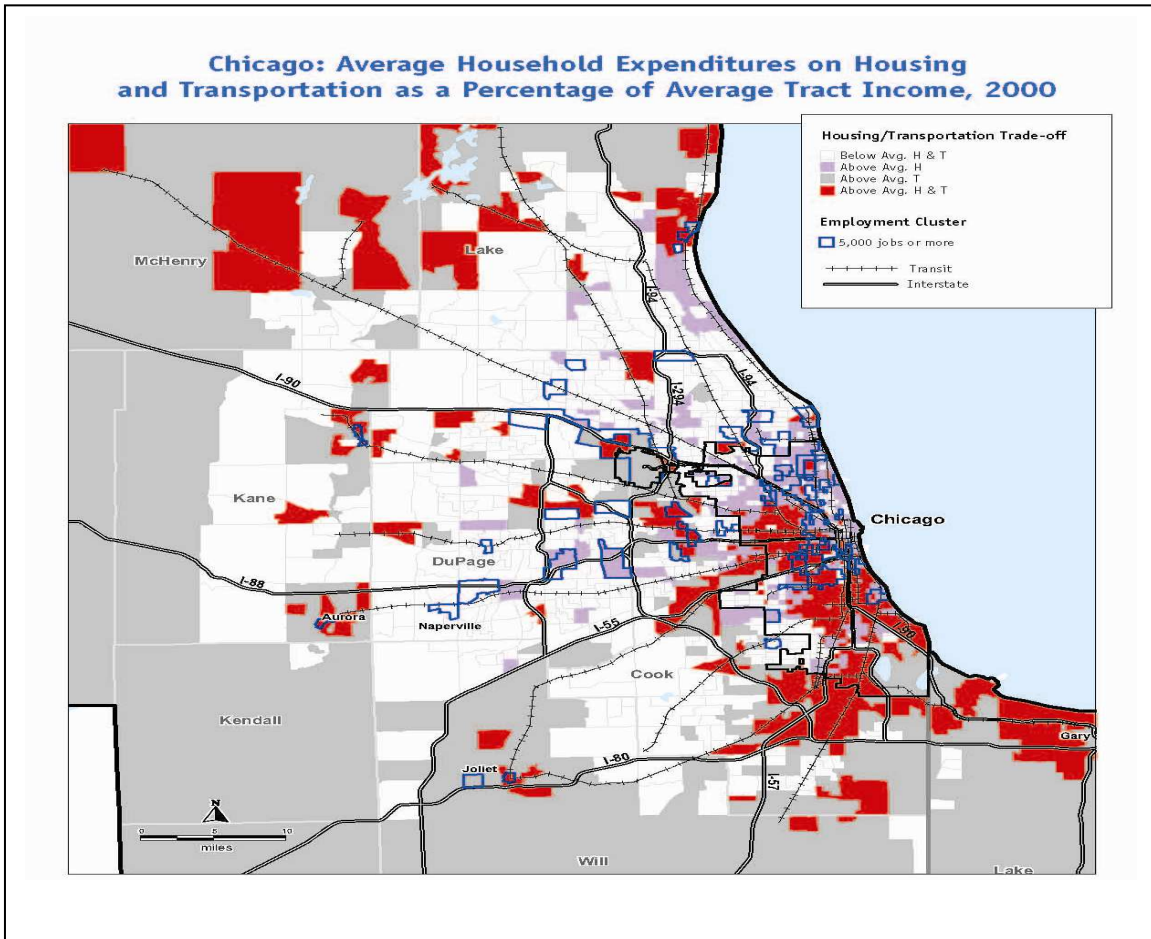 Chicago: Average Household Expenditures on Housing
and Transportation as a Percentage of Average Tract Income, 2000
Housing/Transportation Trade-off
Below Avg. H & T
Above Avg. H
Above Avg. T
Above Avg. H & T
Employment Cluster
5,000 jobs or more
Transit
Interstate
McHenry
Lake
I-94
I-90
I-294
I-94
Kane
Chicago
DuPage
I-88
Aurora
Naperville
I-55
I-90
Cook
Kendall
Gary
Joliet
I-80
I-57
N
0 5 10
miles
Will
Lake